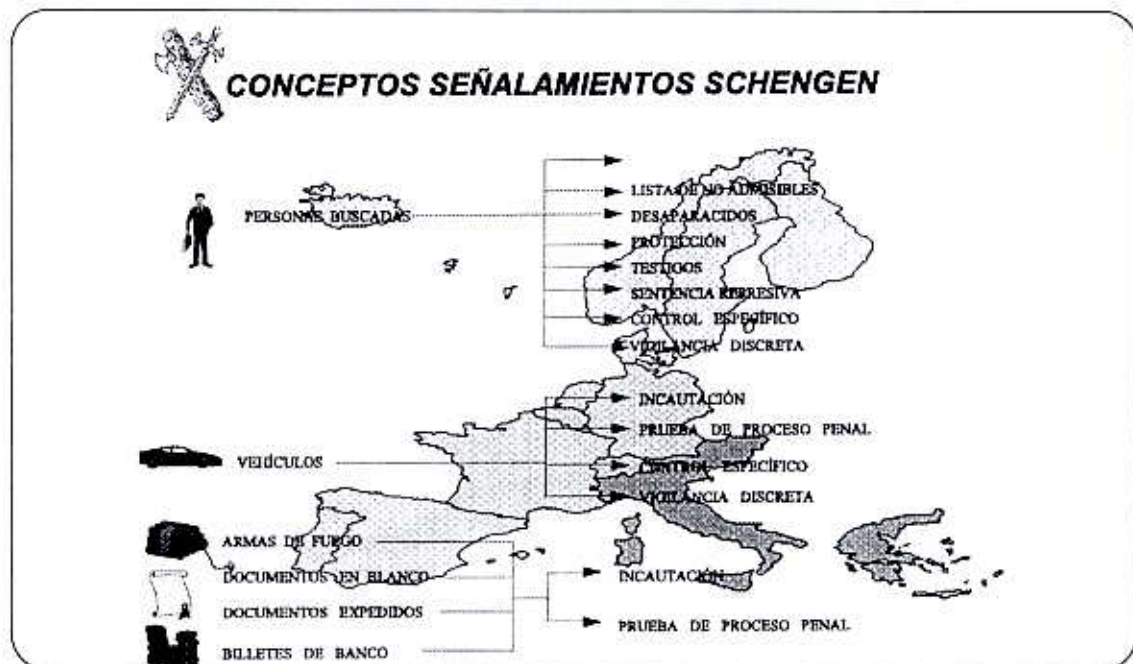 CONCEPTOS SEÑALAMIENTOS SCHENGEN
PERSONAS BUSCADAS
LISTA DE NO ADMISIBLES
DESAPARACIDOS
PROTECCIÓN
TESTIGOS
SENTENCIA REPRESIVA
CONTROL ESPECÍFICO
VIGILANCIA DISCRETA
VEHÍCULOS
INCAUTACIÓN
PRUEBA DE PROCESO PENAL
CONTROL ESPECÍFICO
VIGILANCIA DISCRETA
ARMAS DE FUEGO
DOCUMENTOS EN BLANCO
DOCUMENTOS EXPEDIDOS
BILLETES DE BANCO
INCAUTACIÓN
PRUEBA DE PROCESO PENAL